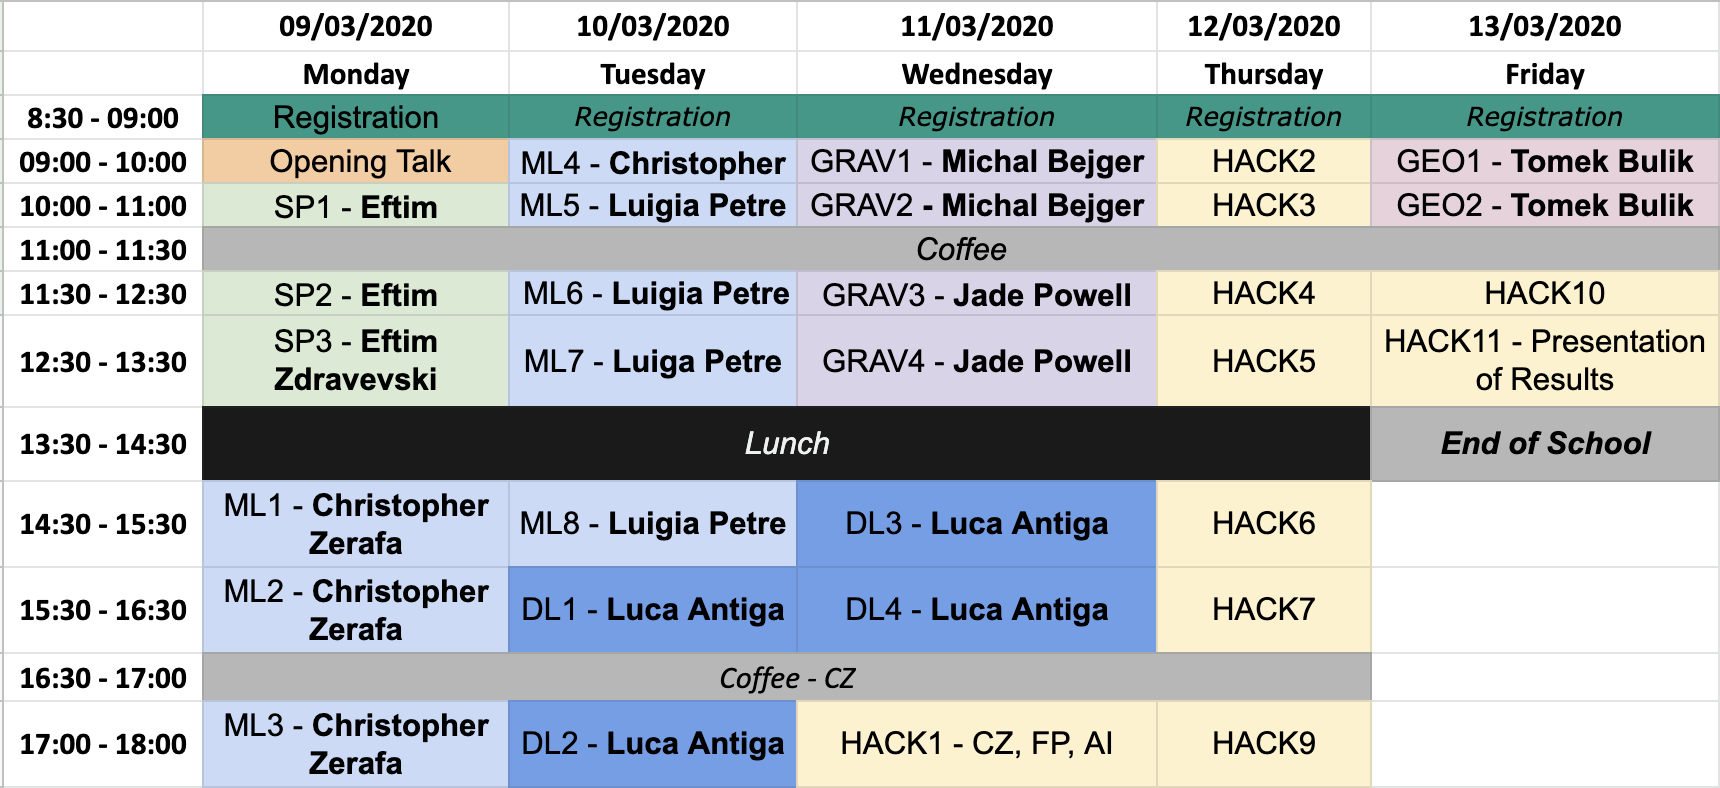 09/03/2020 10/03/2020 11/03/2020 12/03/2020 13/03/2020
Monday Tuesday Wednesday Thursday Friday
8:30 - 09:00 Registration Registration Registration Registration Registration
09:00 - 10:00 Opening Talk ML4 - Christopher GRAV1 - Michal Bejger HACK2 GEO1 - Tomek Bulik
10:00 - 11:00 SP1 - Eftim ML5 - Luigia Petre GRAV2 - Michal Bejger HACK3 GEO2 - Tomek Bulik
11:00 - 11:30 Coffee
11:30 - 12:30 SP2 - Eftim ML6 - Luigia Petre GRAV3 - Jade Powell HACK4 HACK10
12:30 - 13:30 SP3 - Eftim
Zdravevski ML7 - Luiga Petre GRAV4 - Jade Powell HACK5 HACK11 - Presentation
of Results
13:30 - 14:30 Lunch End of School
14:30 - 15:30 ML1 - Christopher
Zerafa ML8 - Luigia Petre DL3 - Luca Antiga HACK6
15:30 - 16:30 ML2 - Christopher
Zerafa DL1 - Luca Antiga DL4 - Luca Antiga HACK7
16:30 - 17:00 Coffee - CZ
17:00 - 18:00 ML3 - Christopher
Zerafa DL2 - Luca Antiga HACK1 - CZ, FP, AI HACK9